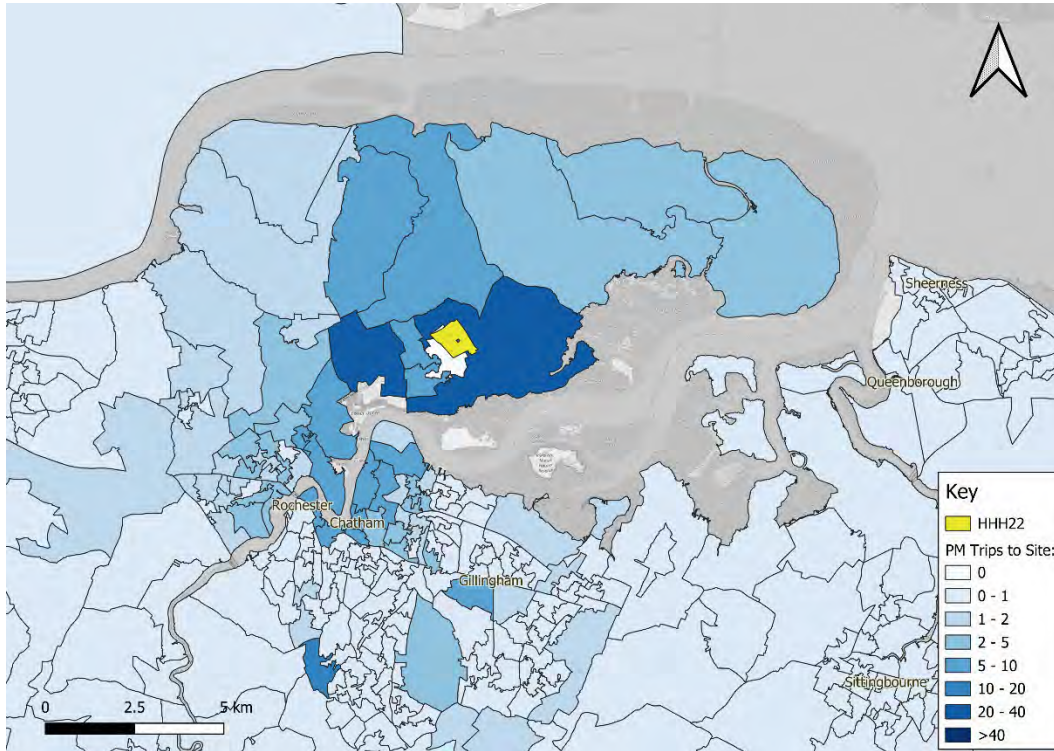 Sheerness
Queenborough
Rochester
Chatham
Gillingham
Sittingbourne
Key
HHH22
PM Trips to Site:
0
0 - 1
1 - 2
2 - 5
5 - 10
10 - 20
20 - 40
>40
0 2.5 5 km